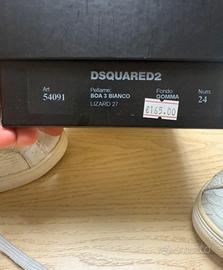 DSQUARED2
Art 54091
Pellame: BOA 3 BIANCO LIZARD 27
Fondo GOMMA
Num. 24
£165.00